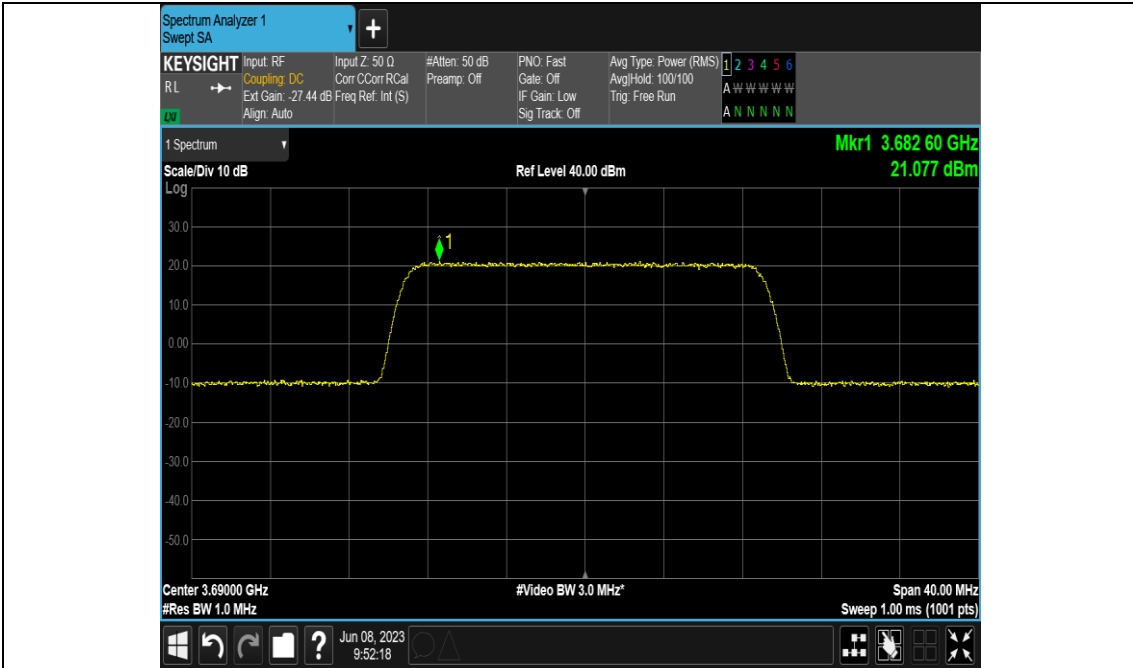 Spectrum Analyzer 1
Swept SA
+
KEYSIGHT
RL
LXI
Input: RF
Coupling: DC
Ext Gain: -27.44 dB
Align: Auto
Input Z: 50 Ω
Corr CCorr RCal
Freq Ref: Int (S)
#Atten: 50 dB
Preamp: Off
PNO: Fast
Gate: Off
IF Gain: Low
Sig Track: Off
Avg Type: Power (RMS)
Avg|Hold: 100/100
Trig: Free Run
1 2 3 4 5 6
A W W W W W
A N N N N N
1 Spectrum
Mkr1 3.682 60 GHz
21.077 dBm
Scale/Div 10 dB
Ref Level 40.00 dBm
Log
30.0
20.0
10.0
0.00
-10.0
-20.0
-30.0
-40.0
-50.0
1
Center 3.69000 GHz
#Video BW 3.0 MHz*
Span 40.00 MHz
#Res BW 1.0 MHz
Sweep 1.00 ms (1001 pts)
?
Jun 08, 2023
9:52:18